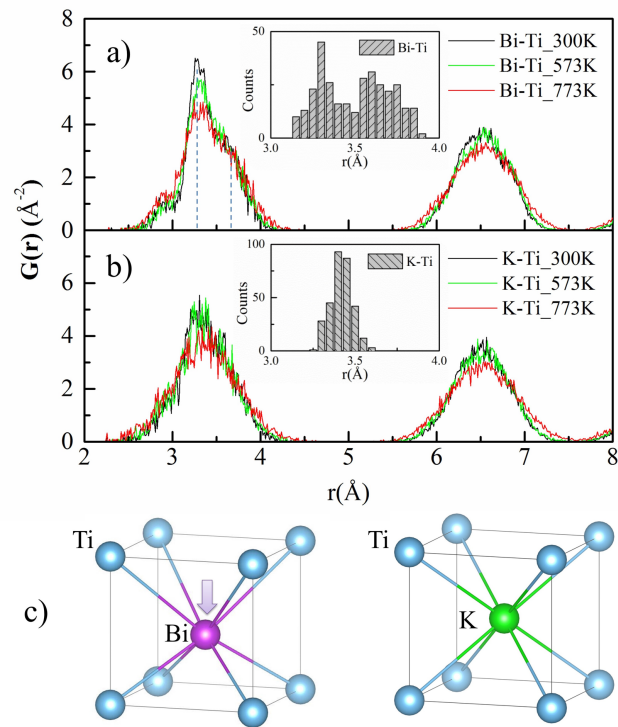 a)
G(r) (Å⁻²)
6
4
2
0
50
25
0
Counts
Bi-Ti
3.0 3.5 4.0
r(Å)
Bi-Ti_300K
Bi-Ti_573K
Bi-Ti_773K
b)
6
4
2
0
100
50
0
Counts
K-Ti
3.0 3.5 4.0
r(Å)
K-Ti_300K
K-Ti_573K
K-Ti_773K
2 3 4 5 6 7 8
r(Å)
c)
Ti
Bi
Ti
K